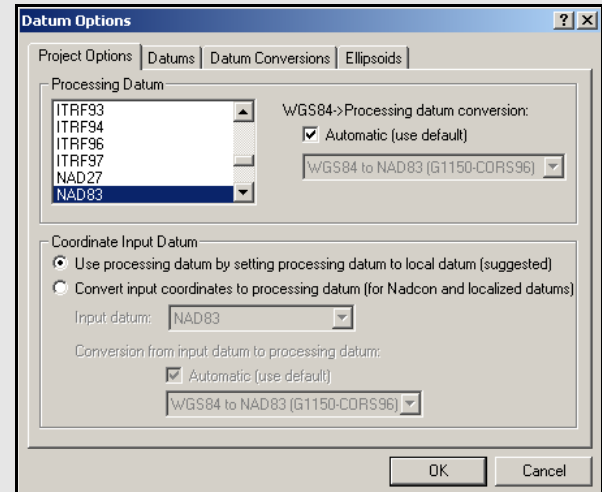 Datum Options
Project Options
Datums
Datum Conversions
Ellipsoids
Processing Datum
ITRF93
ITRF94
ITRF96
ITRF97
NAD27
NAD83
WGS84->Processing datum conversion:
Automatic (use default)
WGS84 to NAD83 (G1150-CORS96)
Coordinate Input Datum
Use processing datum by setting processing datum to local datum (suggested)
Convert input coordinates to processing datum (for Nadcon and localized datums)
Input datum: NAD83
Conversion from input datum to processing datum:
Automatic (use default)
WGS84 to NAD83 (G1150-CORS96)
OK Cancel